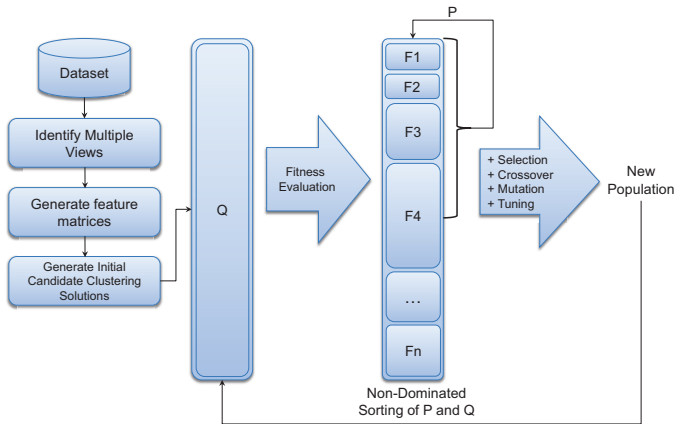 P
Dataset
F1
F2
Identify Multiple
Views
F3
Fitness
Evaluation
+ Selection
+ Crossover
+ Mutation
+ Tuning
New
Population
Generate feature
matrices
Q
F4
Generate Initial
Candidate Clustering
Solutions
...
Fn
Non-Dominated
Sorting of P and Q